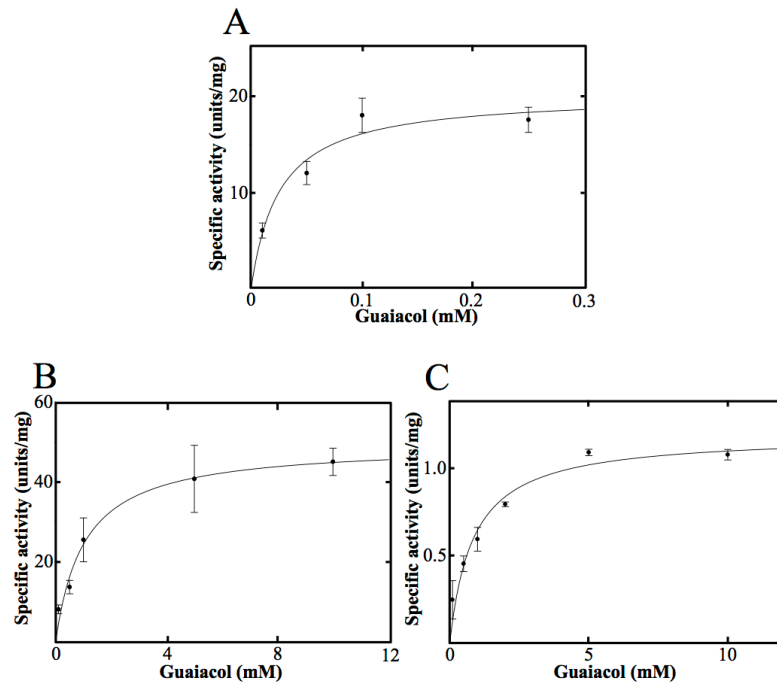 A
Specific activity (units/mg)
20
10
0
0.1
0.2
0.3
Guaiacol (mM)
B
Specific activity (units/mg)
60
40
20
0
4
8
12
Guaiacol (mM)
C
Specific activity (units/mg)
1.0
0.5
0
5
10
Guaiacol (mM)